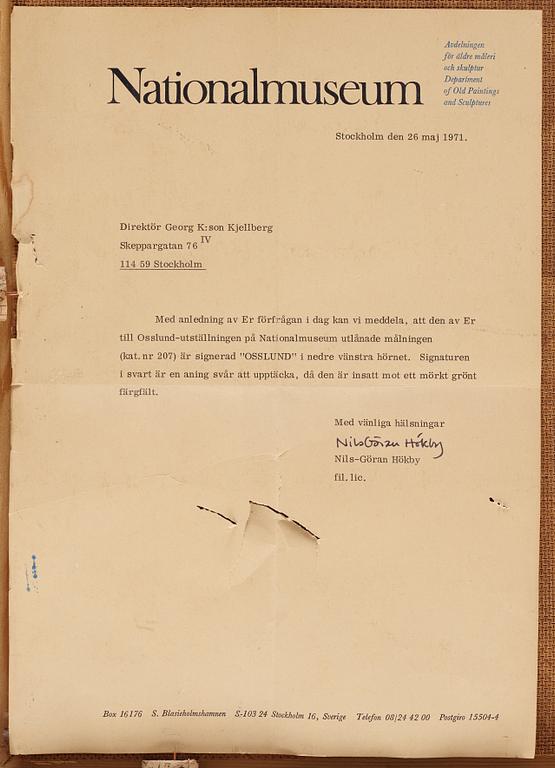 Nationalmuseum
Avdelningen
för äldre måleri
och skulptur
Department
of Old Paintings
and Sculptures
Stockholm den 26 maj 1971.
Direktör Georg K:son Kjellberg
Skeppargatan 76 IV
114 59 Stockholm
Med anledning av Er förfrågan i dag kan vi meddela, att den av Er
till Osslund-utställningen på Nationalmuseum utlånade målningen
(kat. nr 207) är signerad "OSSLUND" i nedre vänstra hörnet. Signaturen
i svart är en aning svår att upptäcka, då den är insatt mot ett mörkt grönt
färgfält.
Med vänliga hälsningar
Nils Göran Hökby
Nils-Göran Hökby
fil. lic.
Box 16176 S. Blasieholmshamnen S-103 24 Stockholm 16, Sverige Telefon 08/24 42 00 Postgiro 15504-4